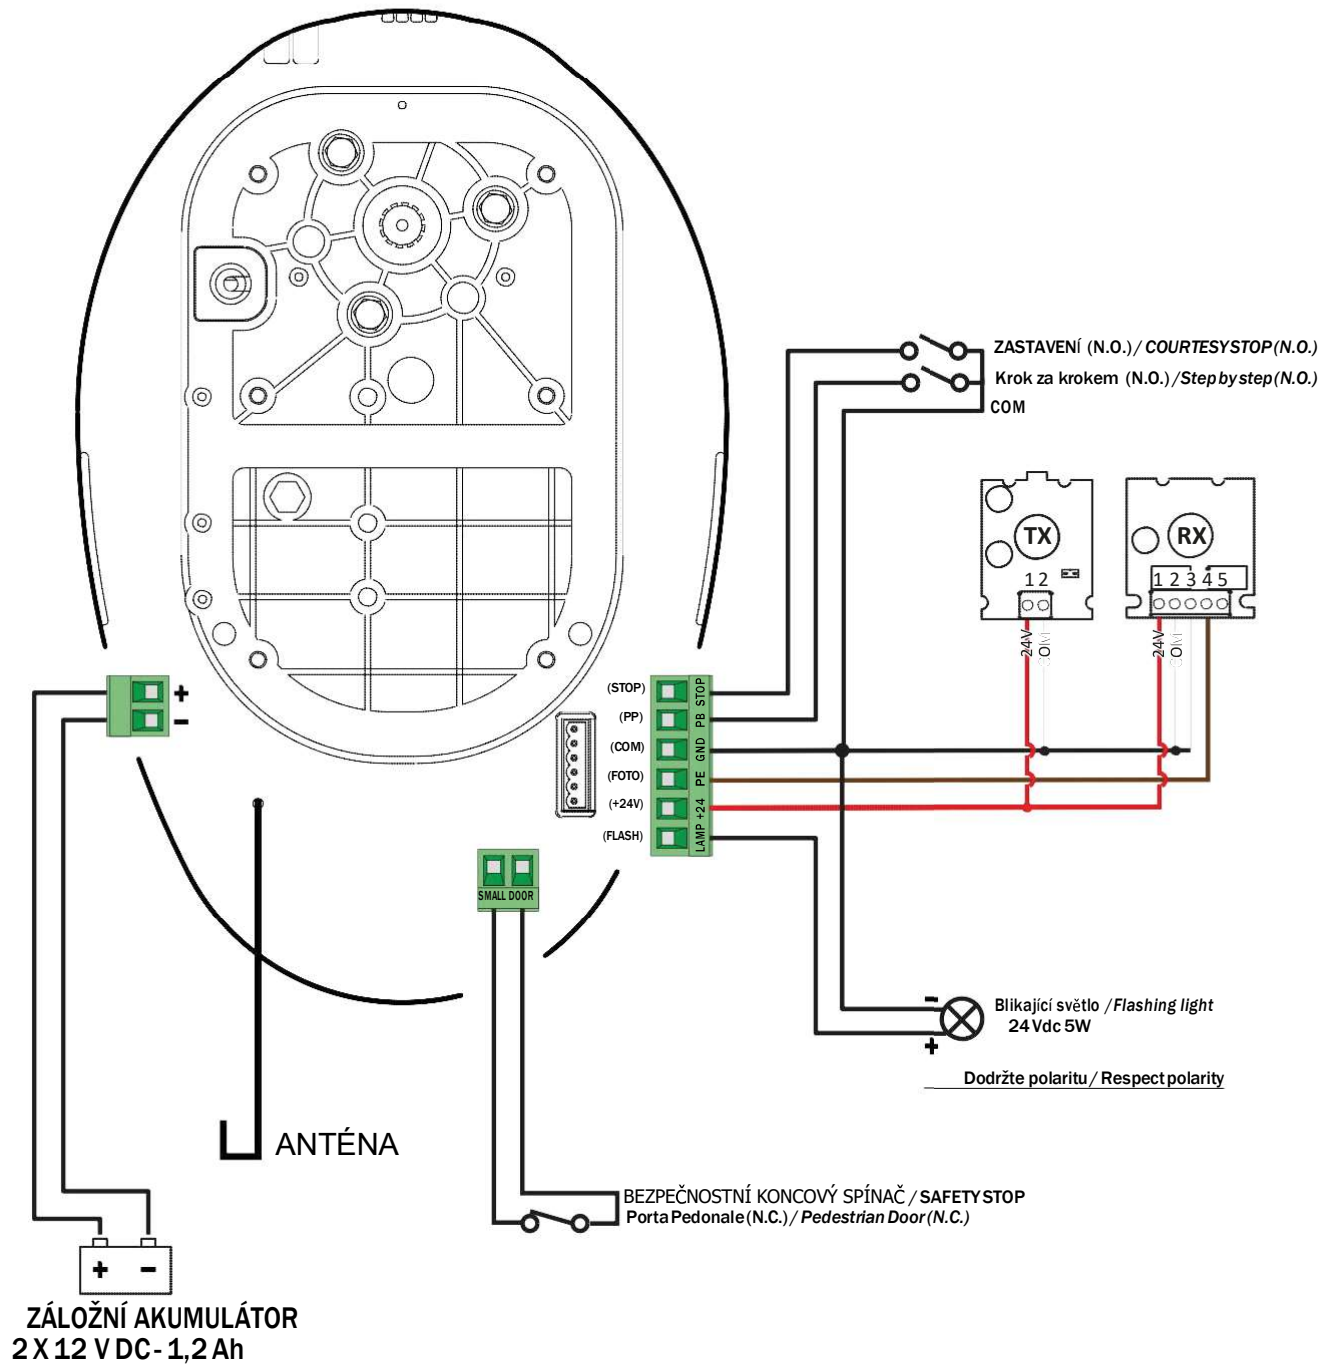 ZASTAVENÍ (N.O.) / COURTESY STOP (N.O.)
Krok za krokem (N.O.) / Step by step (N.O.)
COM
TX
1 2
24V
COM
RX
1 2 3 4 5
24V
COM
+
-
(STOP) STOP
(PP) PB
(COM) GND
(FOTO) PE
(+24V) +24
(FLASH) LAMP
SMALL DOOR
-
Blikající světlo / Flashing light
24 Vdc 5W
+
Dodržte polaritu / Respect polarity
ANTÉNA
BEZPEČNOSTNÍ KONCOVÝ SPÍNAČ / SAFETY STOP
Porta Pedonale (N.C.) / Pedestrian Door (N.C.)
+ -
ZÁLOŽNÍ AKUMULÁTOR
2 X 12 V DC - 1,2 Ah